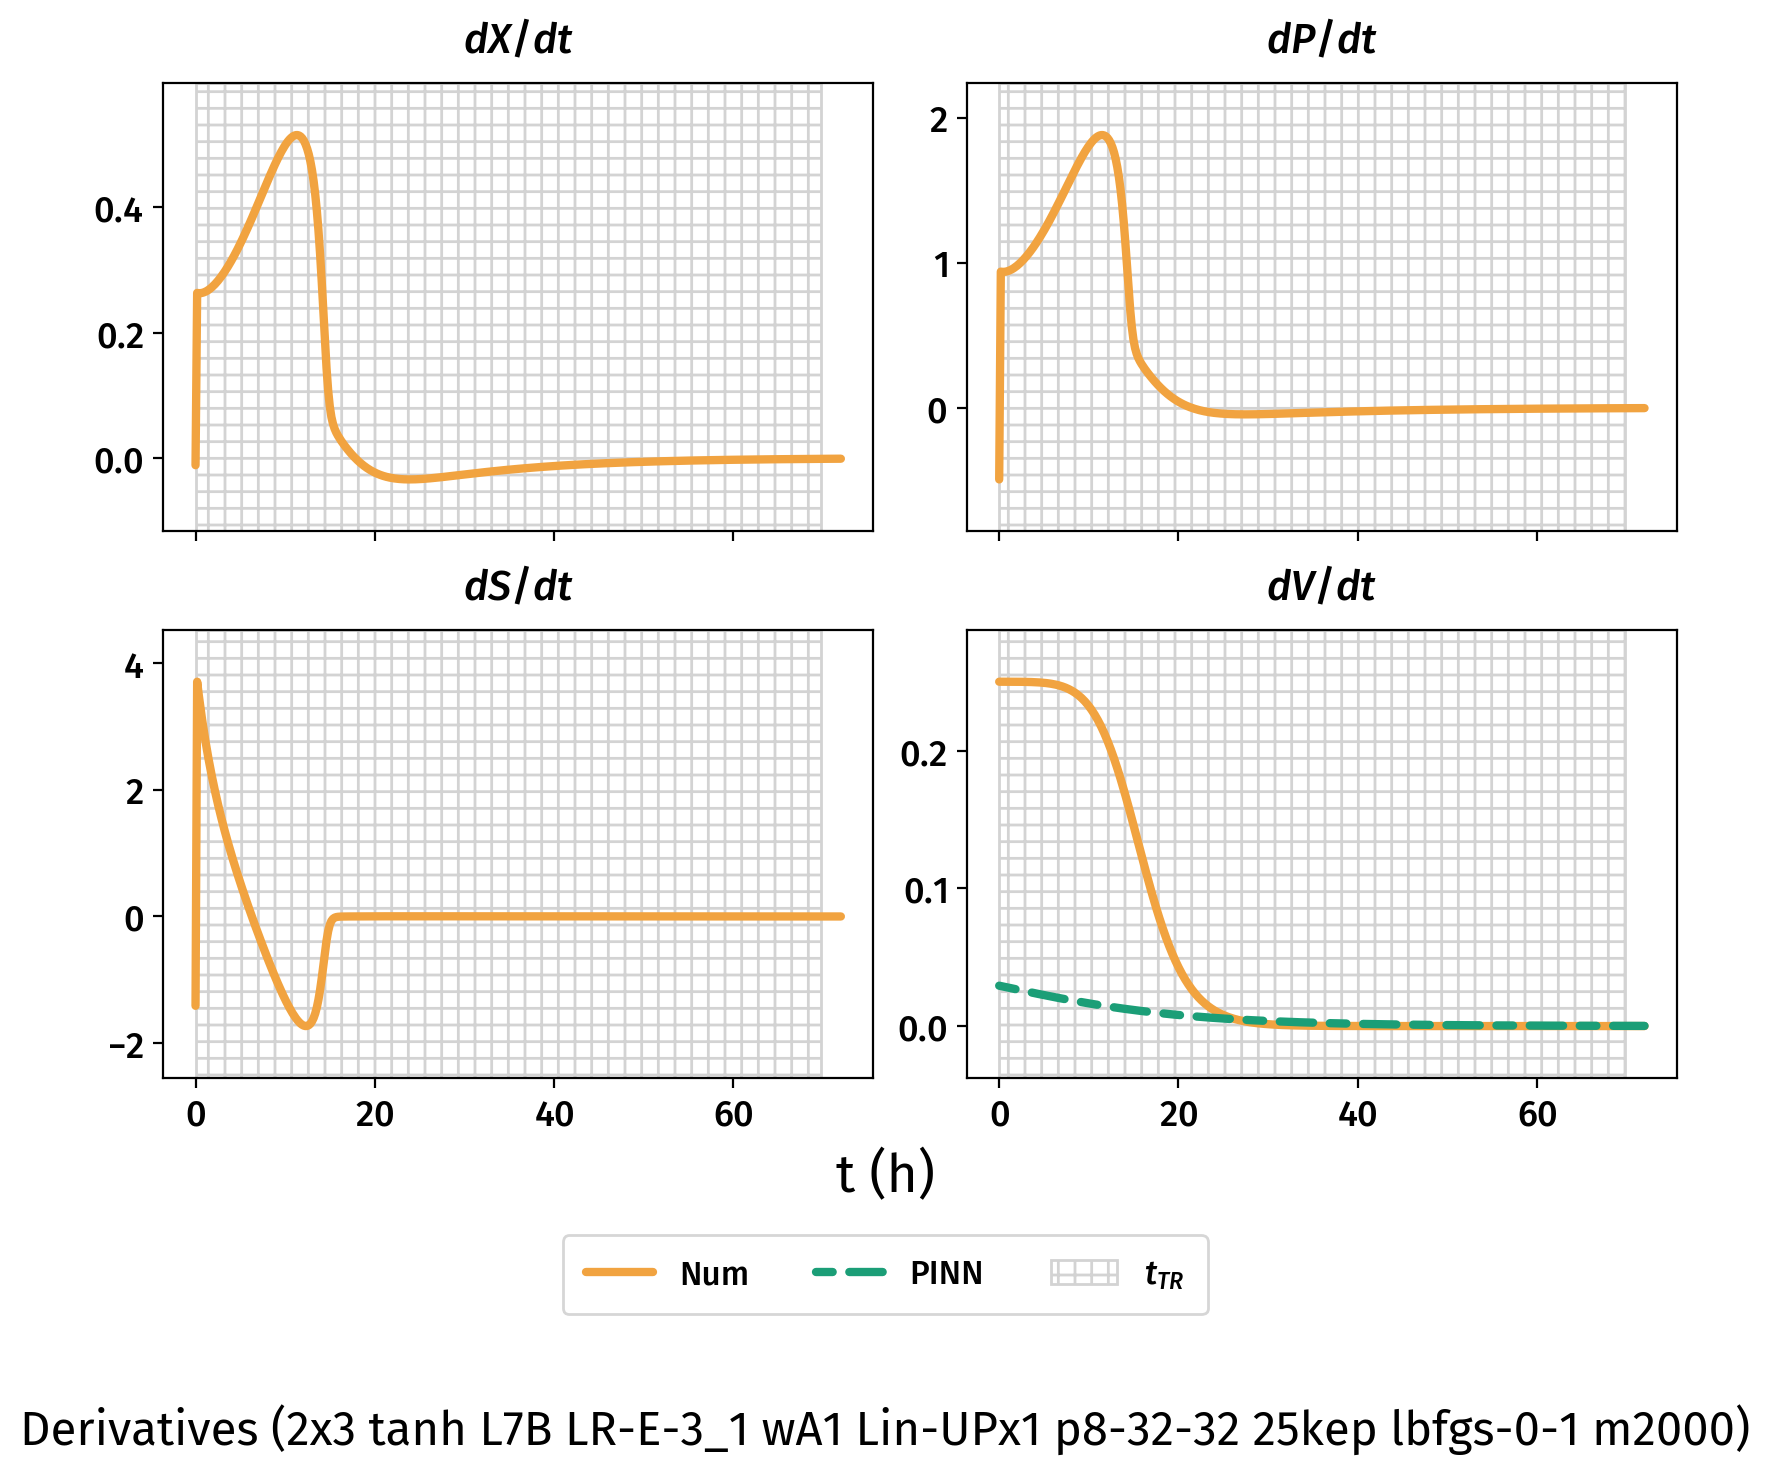 dX/dt
dP/dt
0.4
0.2
0.0
2
1
0
dS/dt
dV/dt
4
2
0
−2
0.2
0.1
0.0
0 20 40 60
0 20 40 60
t (h)
Num PINN t_TR
Derivatives (2x3 tanh L7B LR-E-3_1 wA1 Lin-UPx1 p8-32-32 25kep lbfgs-0-1 m2000)